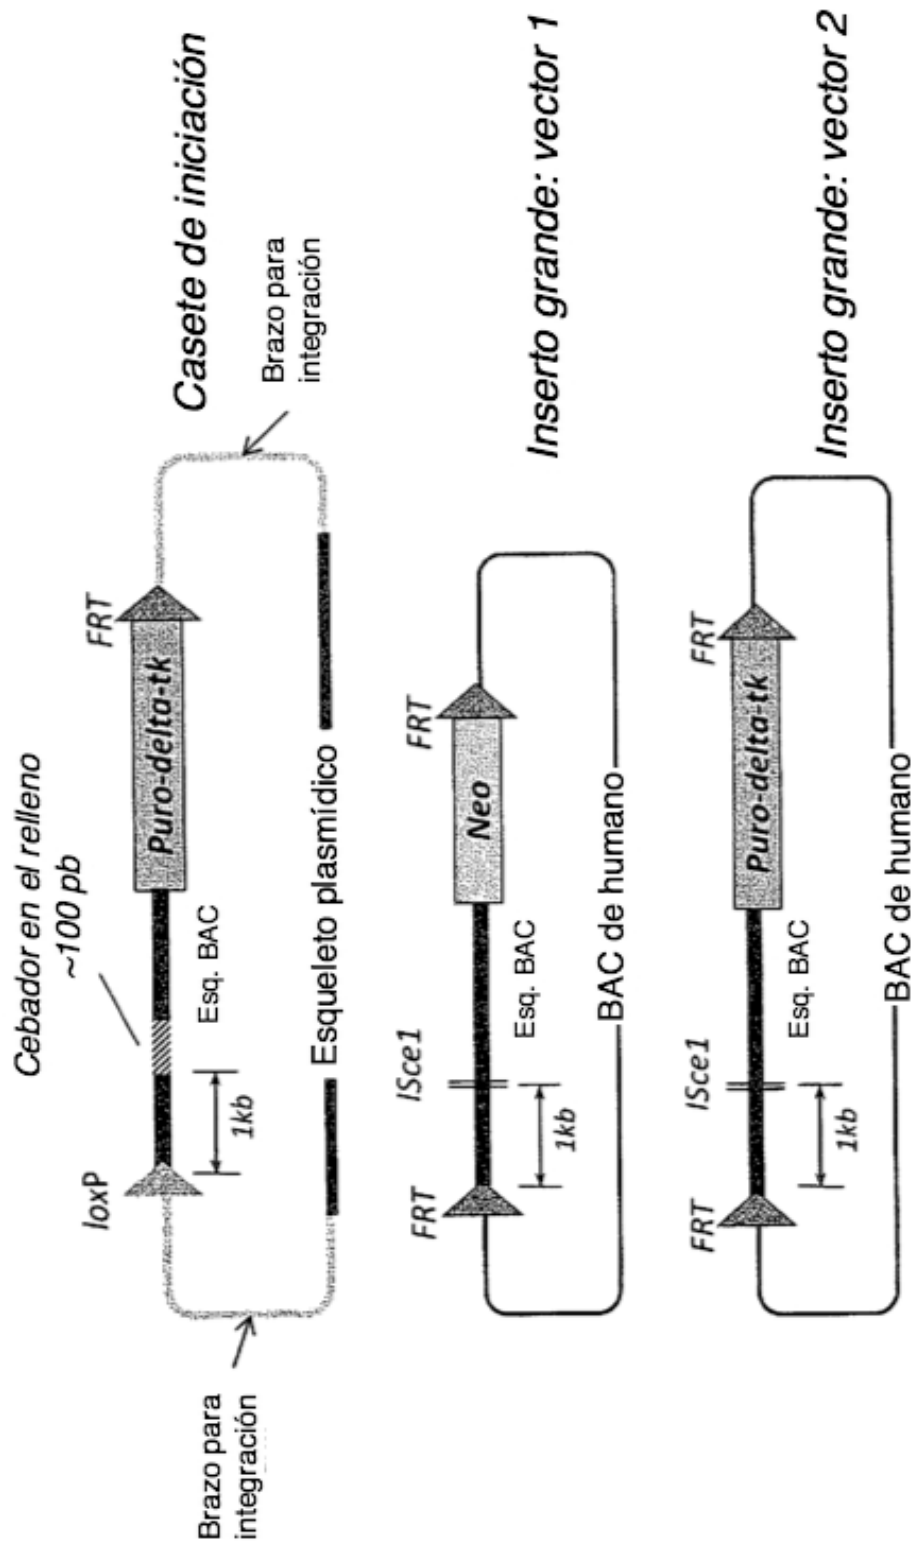 Cebador en el relleno
~100 pb
loxP
FRT
Puro-delta-tk
Casete de iniciación
1kb
Esq. BAC
Brazo para
integración
Brazo para
integración
Esqueleto plasmídico
ISce1
FRT
FRT
Neo
Inserto grande: vector 1
1kb
Esq. BAC
BAC de humano
ISce1
FRT
FRT
Puro-delta-tk
Inserto grande: vector 2
1kb
Esq. BAC
BAC de humano